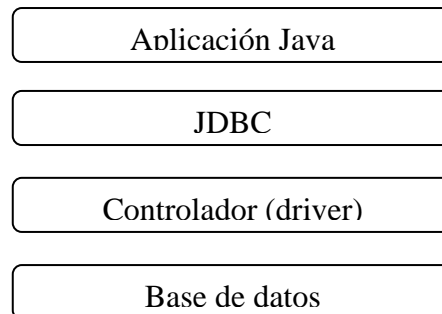 Aplicación Java
JDBC
Controlador (driver)
Base de datos